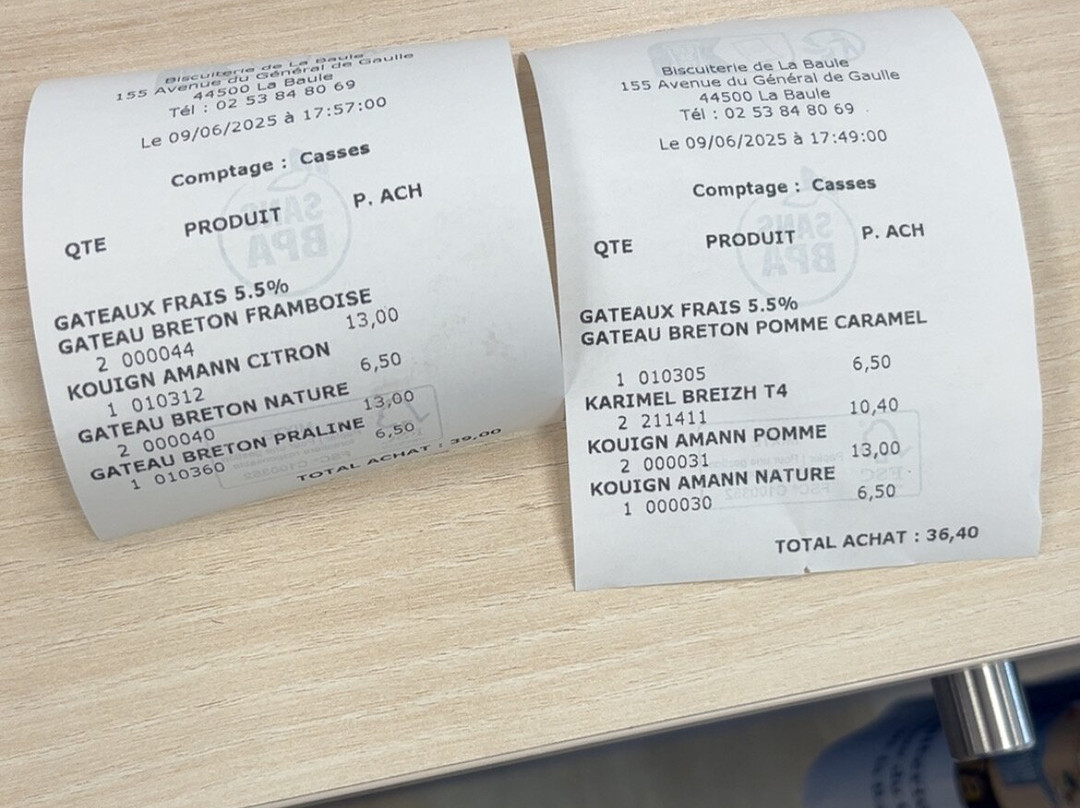 Biscuiterie de La Baule
155 Avenue du Général de Gaulle
44500 La Baule
Tél : 02 53 84 80 69
Le 09/06/2025 à 17:57:00
Comptage : Casses
QTE PRODUIT P. ACH
GATEAUX FRAIS 5.5%
GATEAU BRETON FRAMBOISE
2 000044 13,00
KOUIGN AMANN CITRON
1 010312 6,50
GATEAU BRETON NATURE
2 000040 13,00
GATEAU BRETON PRALINE
1 010360 6,50
TOTAL ACHAT : 39,00
SANS
BPA
Biscuiterie de La Baule
155 Avenue du Général de Gaulle
44500 La Baule
Tél : 02 53 84 80 69
Le 09/06/2025 à 17:49:00
Comptage : Casses
QTE PRODUIT P. ACH
GATEAUX FRAIS 5.5%
GATEAU BRETON POMME CARAMEL
1 010305 6,50
KARIMEL BREIZH T4
2 211411 10,40
KOUIGN AMANN POMME
2 000031 13,00
KOUIGN AMANN NATURE
1 000030 6,50
TOTAL ACHAT : 36,40
SANS
BPA
FSC
FSC® C100352